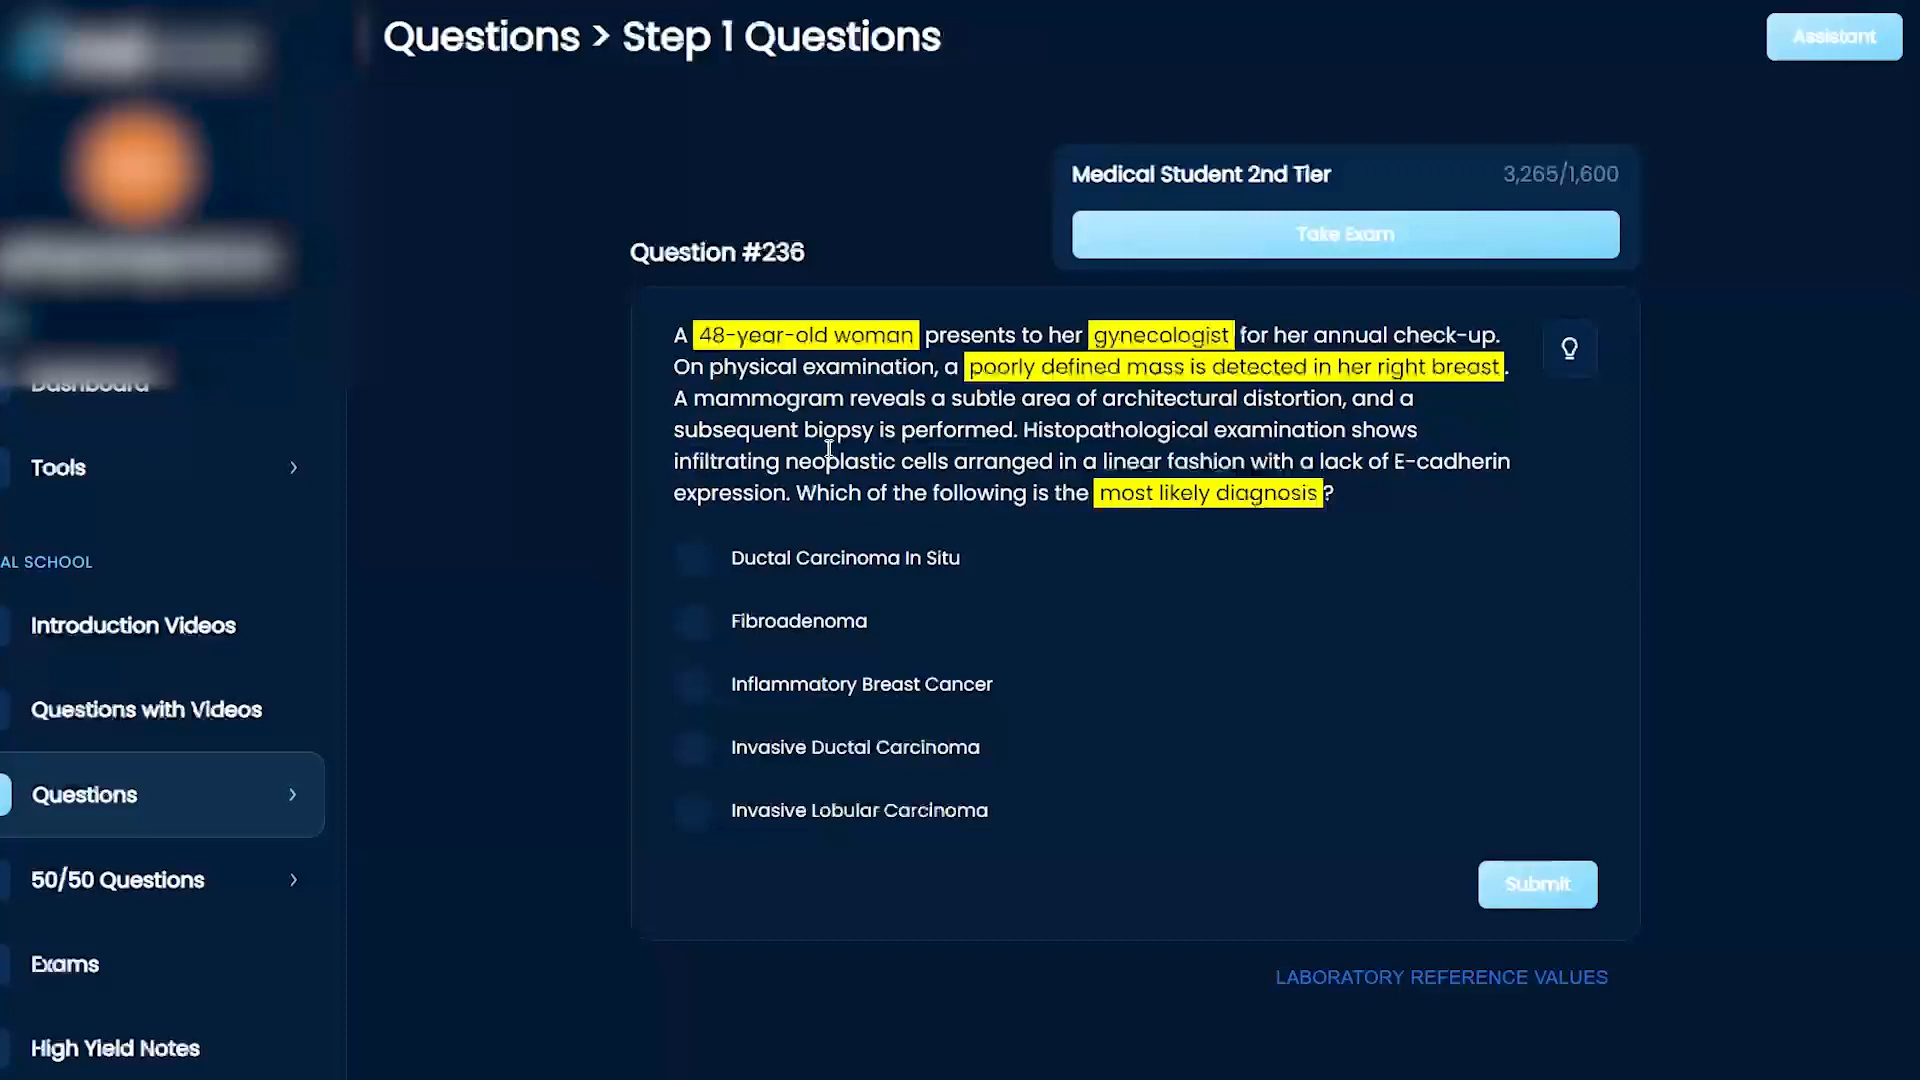 Questions > Step 1 Questions
Assistant
Medical Student 2nd Tier
3,265/1,600
Take Exam
Question #236
A 48-year-old woman presents to her gynecologist for her annual check-up.
On physical examination, a poorly defined mass is detected in her right breast.
A mammogram reveals a subtle area of architectural distortion, and a
subsequent biopsy is performed. Histopathological examination shows
infiltrating neoplastic cells arranged in a linear fashion with a lack of E-cadherin
expression. Which of the following is the most likely diagnosis?
Ductal Carcinoma In Situ
Fibroadenoma
Inflammatory Breast Cancer
Invasive Ductal Carcinoma
Invasive Lobular Carcinoma
Submit
LABORATORY REFERENCE VALUES
Dashboard
Tools
AL SCHOOL
Introduction Videos
Questions with Videos
Questions
50/50 Questions
Exams
High Yield Notes